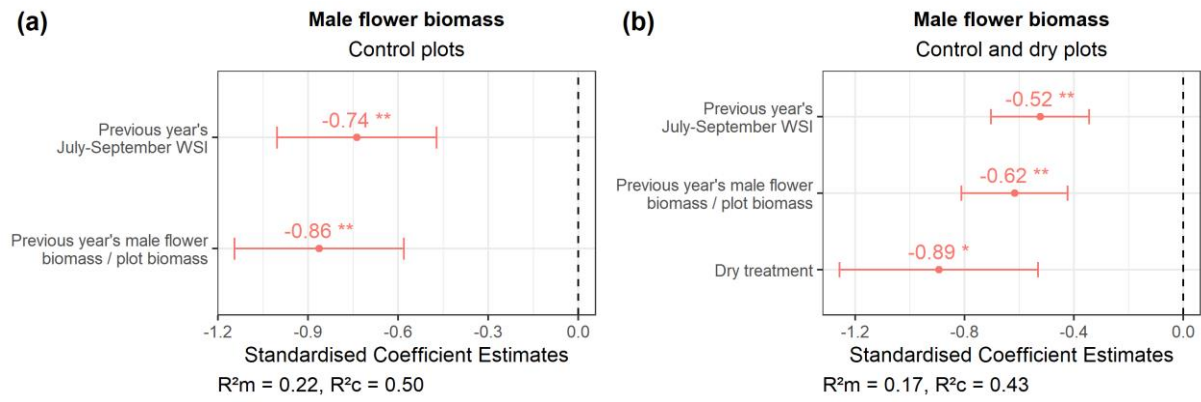 (a)
Male flower biomass
Control plots
Previous year's
July-September WSI
-0.74 **
Previous year's male flower
biomass / plot biomass
-0.86 **
-1.2 -0.9 -0.6 -0.3 0.0
Standardised Coefficient Estimates
R²m = 0.22, R²c = 0.50
(b)
Male flower biomass
Control and dry plots
Previous year's
July-September WSI
-0.52 **
Previous year's male flower
biomass / plot biomass
-0.62 **
Dry treatment
-0.89 *
-1.2 -0.8 -0.4 0.0
Standardised Coefficient Estimates
R²m = 0.17, R²c = 0.43